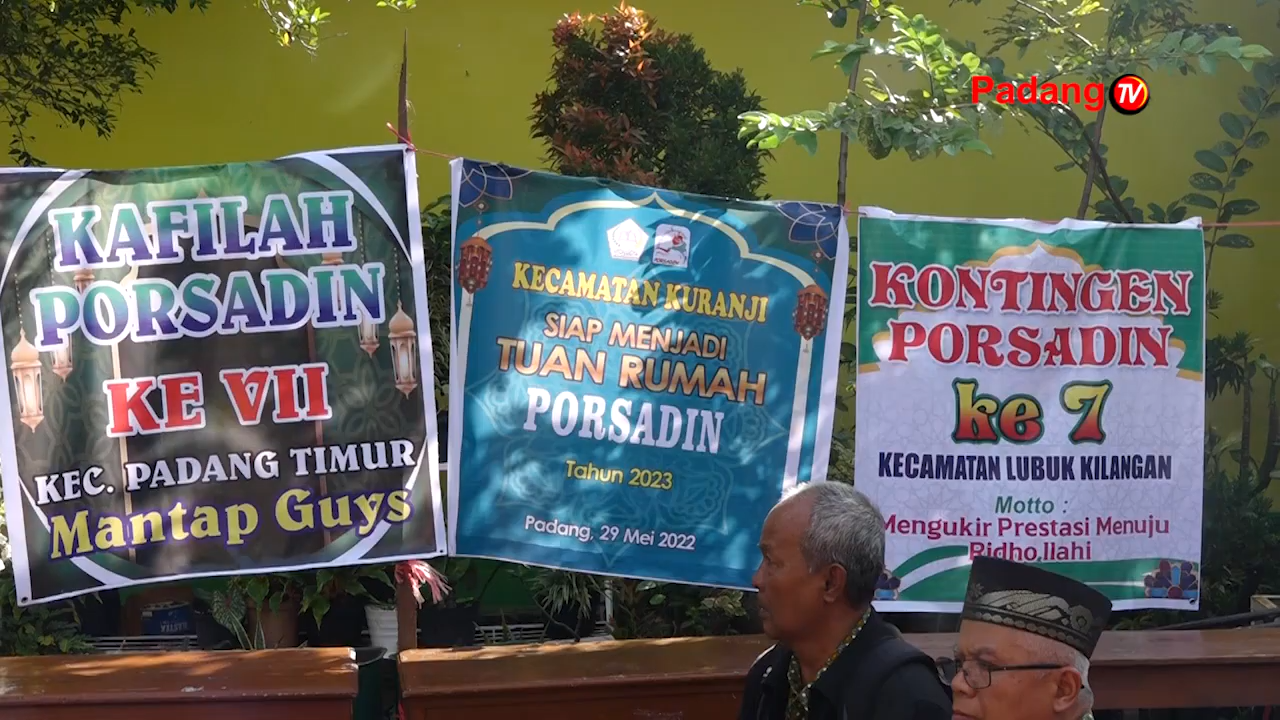 Padang TV
KAFILAH
PORSADIN
KE VII
KEC. PADANG TIMUR
Mantap Guys
KECAMATAN KURANJI
SIAP MENJADI
TUAN RUMAH
PORSADIN
Tahun 2023
Padang, 29 Mei 2022
KONTINGEN
PORSADIN
ke 7
KECAMATAN LUBUK KILANGAN
Motto :
Mengukir Prestasi Menuju
Ridho Ilahi